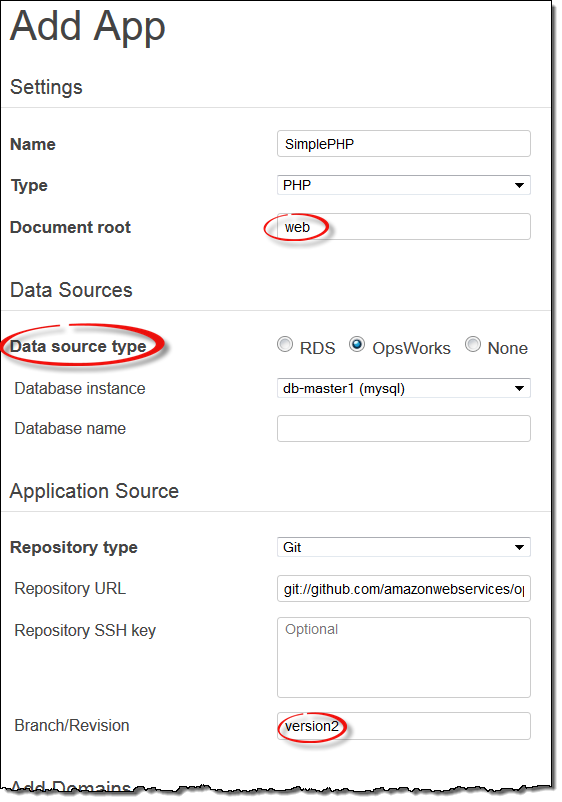 Add App
Settings
Name SimplePHP
Type PHP
Document root web
Data Sources
Data source type RDS OpsWorks None
Database instance db-master1 (mysql)
Database name
Application Source
Repository type Git
Repository URL git://github.com/amazonwebservices/op
Repository SSH key Optional
Branch/Revision version2
Add Domains